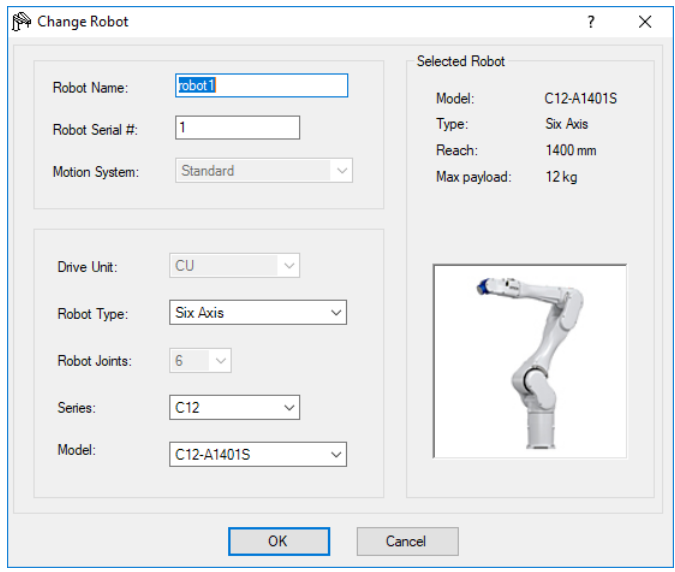 Change Robot
?
Robot Name: robot1
Robot Serial #: 1
Motion System: Standard
Drive Unit: CU
Robot Type: Six Axis
Robot Joints: 6
Series: C12
Model: C12-A1401S
Selected Robot
Model: C12-A1401S
Type: Six Axis
Reach: 1400 mm
Max payload: 12 kg
OK
Cancel